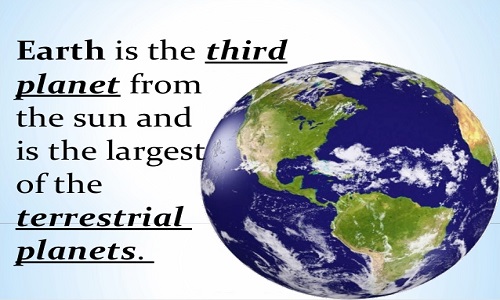 Earth is the third
planet from
the sun and
is the largest
of the
terrestrial
planets.